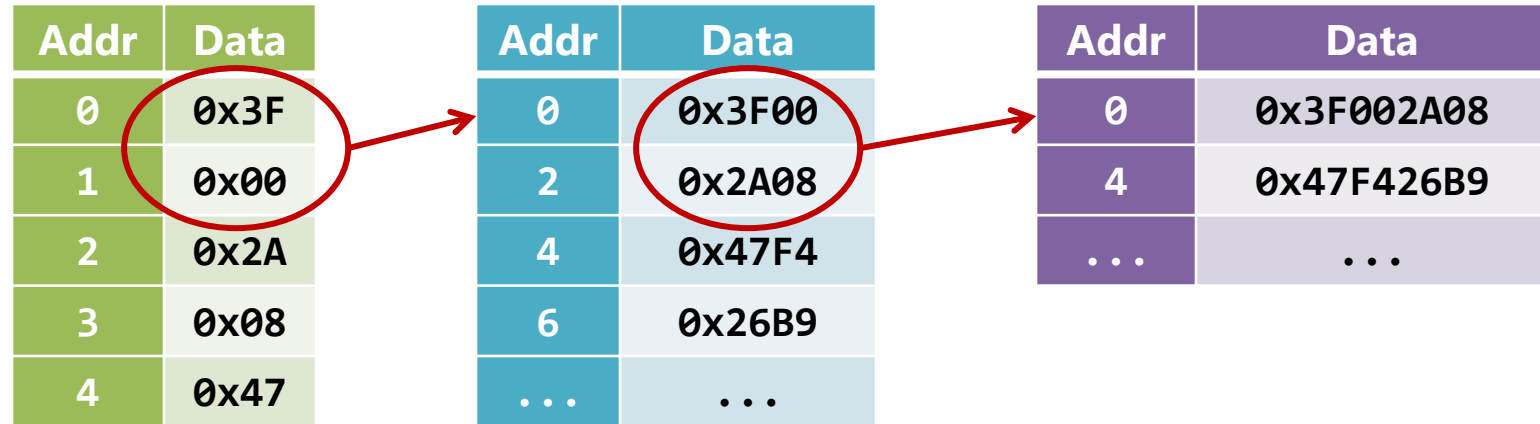 Addr Data
0 0x3F
1 0x00
2 0x2A
3 0x08
4 0x47
Addr Data
0 0x3F00
2 0x2A08
4 0x47F4
6 0x26B9
... ...
Addr Data
0 0x3F002A08
4 0x47F426B9
... ...